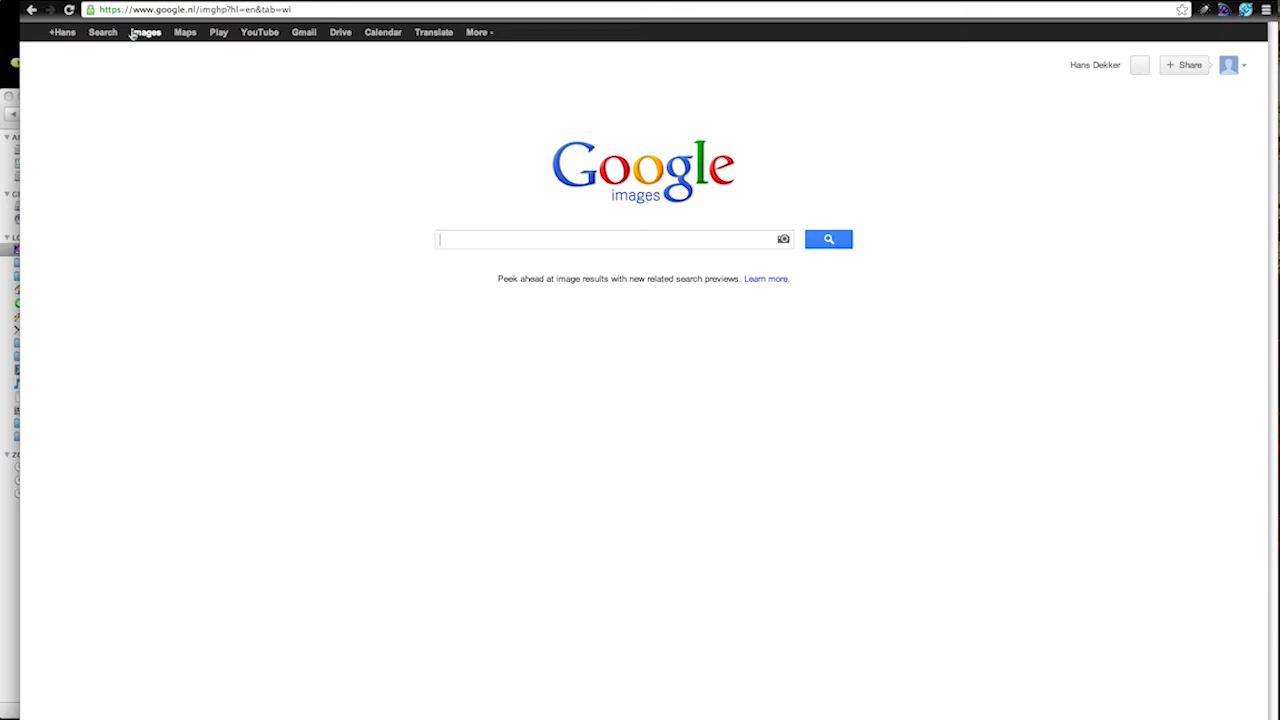 https://www.google.nl/imghp?hl=en&tab=wi
+Hans Search Images Maps Play YouTube Gmail Drive Calendar Translate More
Hans Dekker + Share
Google
images
Peek ahead at image results with new related search previews. Learn more.